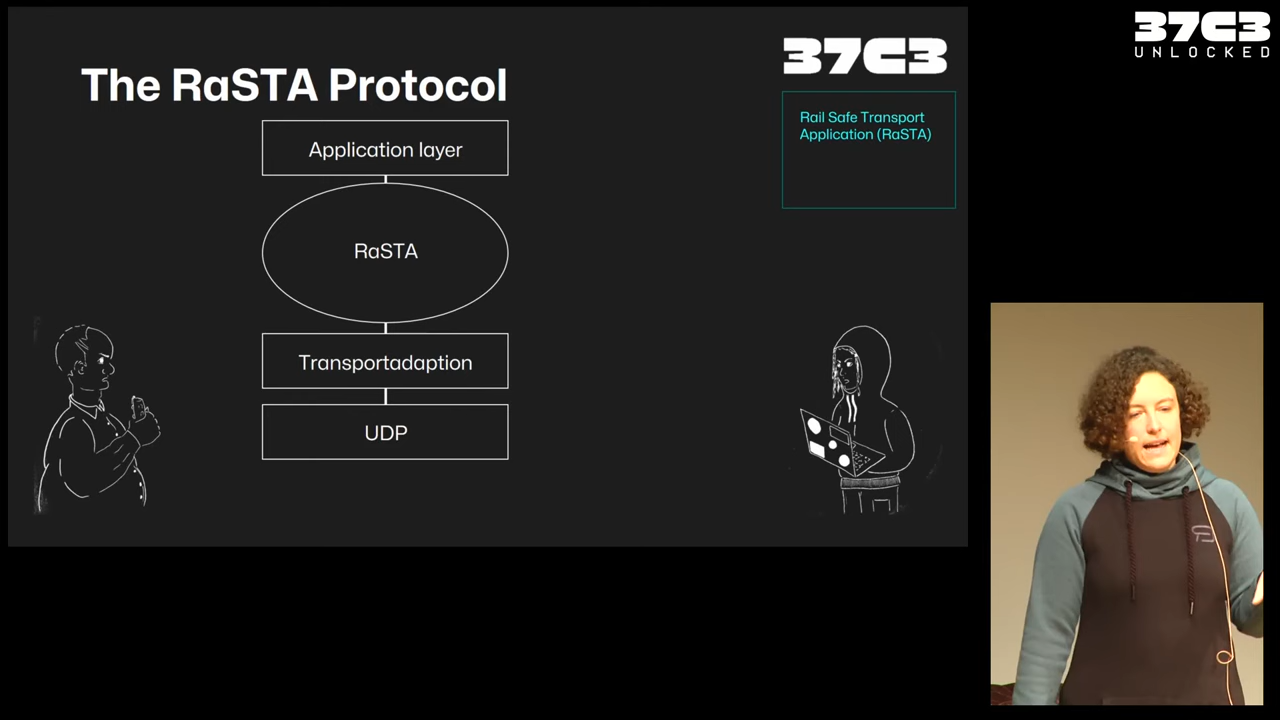 The RaSTA Protocol
37C3
37C3
UNLOCKED
Rail Safe Transport
Application (RaSTA)
Application layer
RaSTA
Transportadaption
UDP